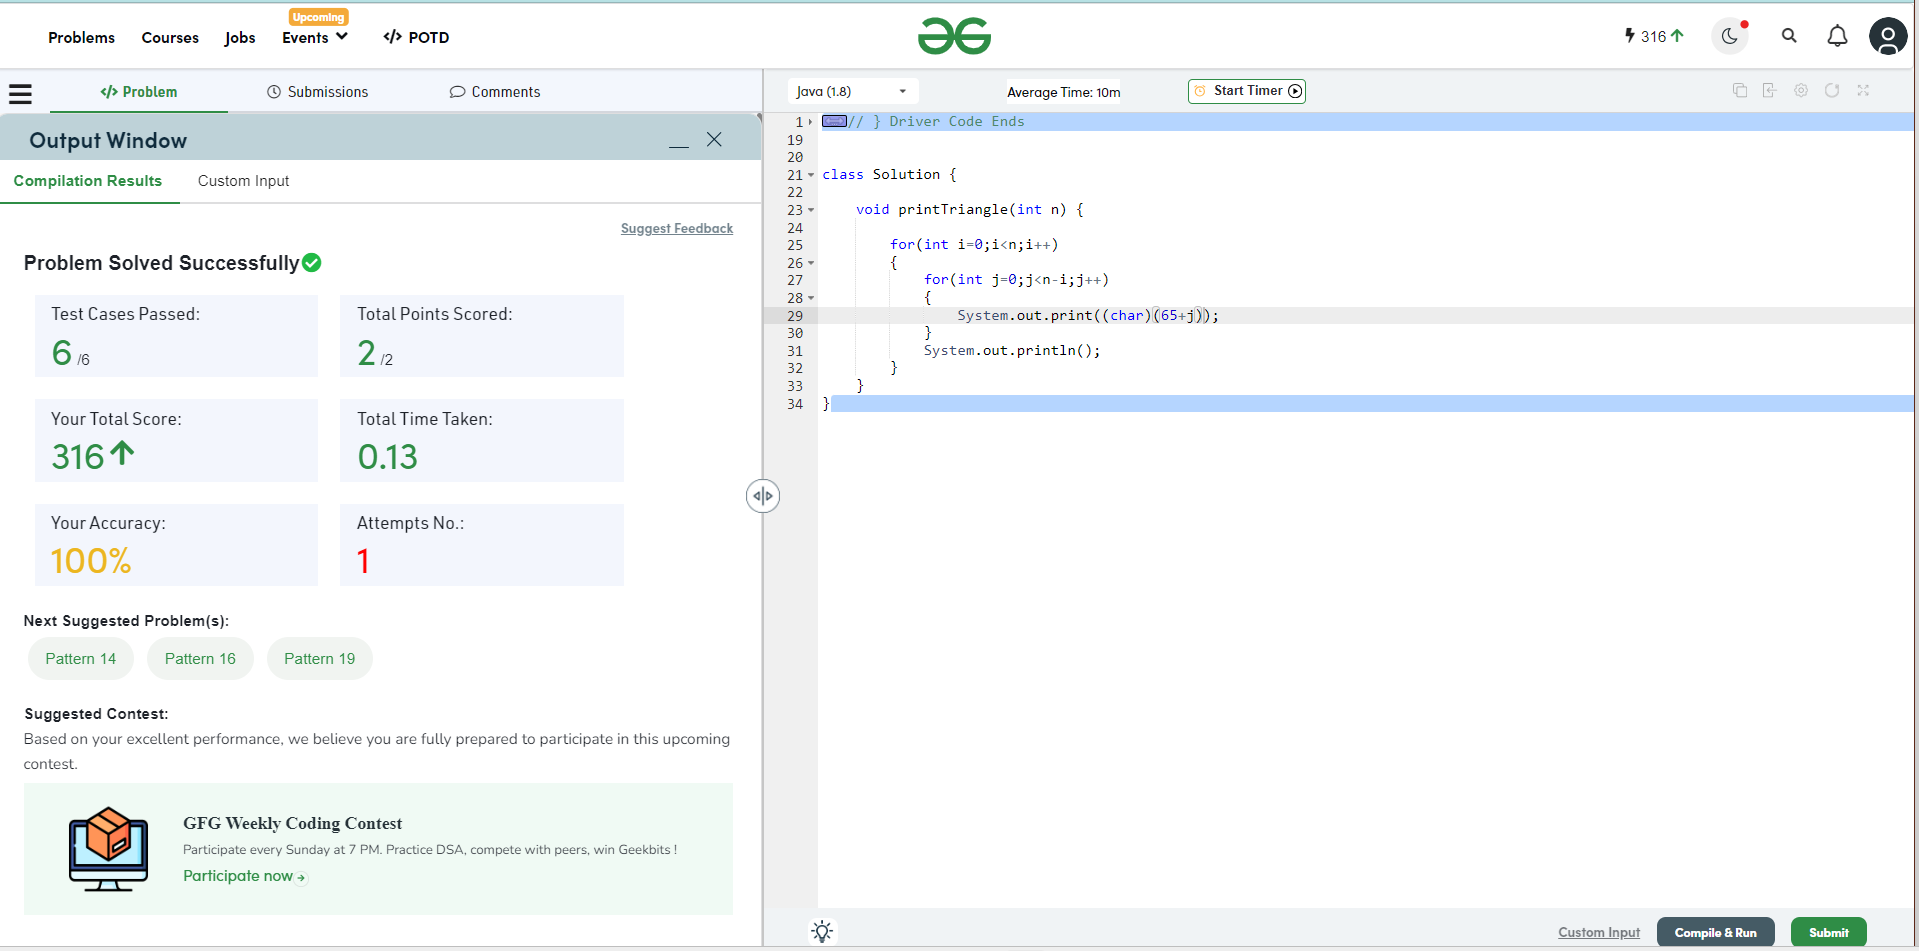 Upcoming
Problems Courses Jobs Events </> POTD
316
</> Problem Submissions Comments
Java (1.8) Average Time: 10m Start Timer
Output Window
Compilation Results Custom Input
Suggest Feedback
Problem Solved Successfully
Test Cases Passed: Total Points Scored:
6 /6 2 /2
Your Total Score: Total Time Taken:
316 0.13
Your Accuracy: Attempts No.:
100% 1
Next Suggested Problem(s):
Pattern 14 Pattern 16 Pattern 19
Suggested Contest:
Based on your excellent performance, we believe you are fully prepared to participate in this upcoming
contest.
GFG Weekly Coding Contest
Participate every Sunday at 7 PM. Practice DSA, compete with peers, win Geekbits !
Participate now
1 // } Driver Code Ends
19
20
21 class Solution {
22
23 void printTriangle(int n) {
24
25 for(int i=0;i<n;i++)
26 {
27 for(int j=0;j<n-i;j++)
28 {
29 System.out.print((char)(65+j));
30 }
31 System.out.println();
32 }
33 }
34 }
Custom Input Compile & Run Submit